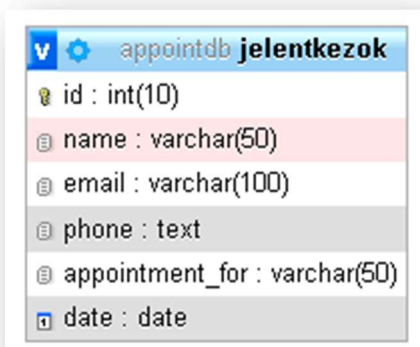 v appointdb jelentkezok
id : int(10)
name : varchar(50)
email : varchar(100)
phone : text
appointment_for : varchar(50)
date : date